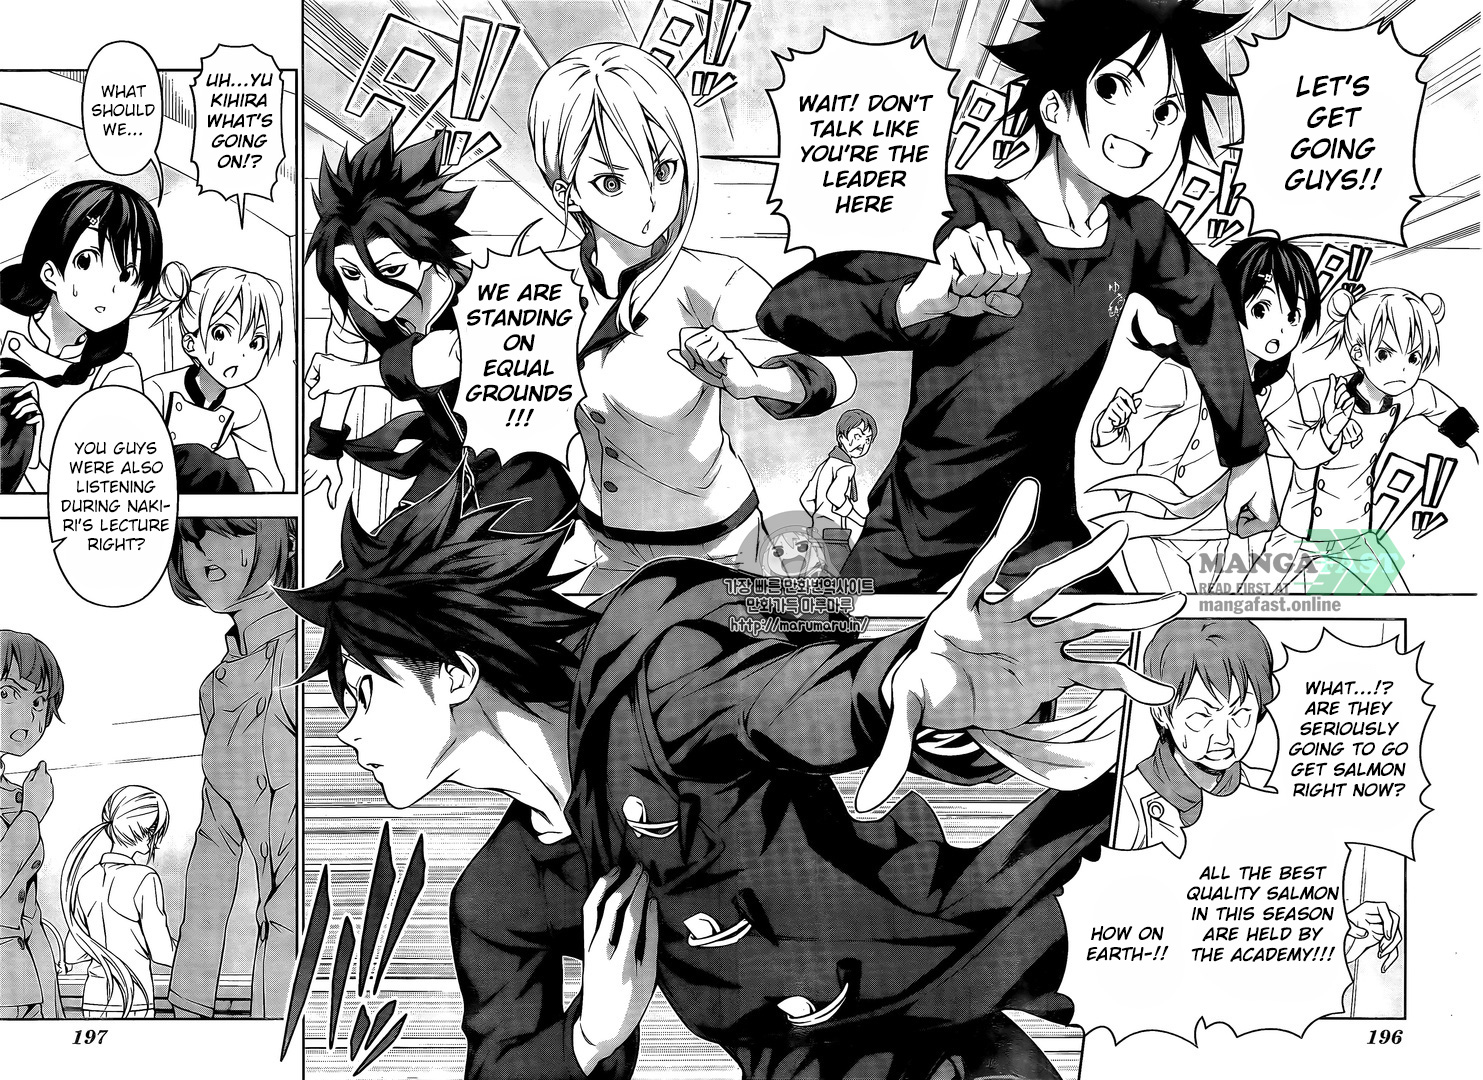 LET'S
GET
GOING
GUYS!!
WAIT! DON'T
TALK LIKE
YOU'RE THE
LEADER
HERE
WE ARE
STANDING
ON
EQUAL
GROUNDS
!!!
WHAT...!?
ARE THEY
SERIOUSLY
GOING TO GO
GET SALMON
RIGHT NOW?
ALL THE BEST
QUALITY SALMON
IN THIS SEASON
ARE HELD BY
THE ACADEMY!!!
HOW ON
EARTH-!!
UH...YU
KIHIRA
WHAT'S
GOING
ON!?
WHAT
SHOULD
WE...
YOU GUYS
WERE ALSO
LISTENING
DURING NAKI-
RI'S LECTURE
RIGHT?
MANGA
READ FIRST AT
mangafast.online
가장 빠른 만화번역사이트
만화가득 마루마루
http://marumaru.in/
197
196